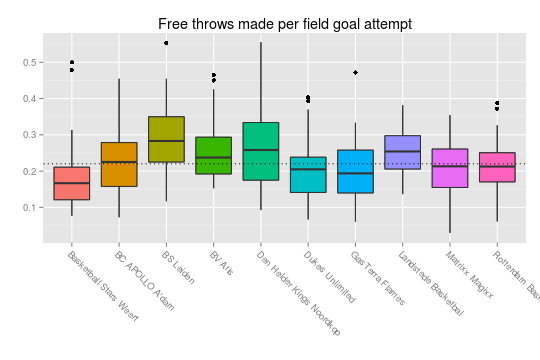 Free throws made per field goal attempt
0.5
0.4
0.3
0.2
0.1
Basketball Stars Weert
BC APOLLO A'dam
BS Leiden
BV Aris
Den Helder Kings Noordkop
Dukes Unlimited
GasTerra Flames
Landstede Basketbal
Matrixx Magixx
Rotterdam Bas